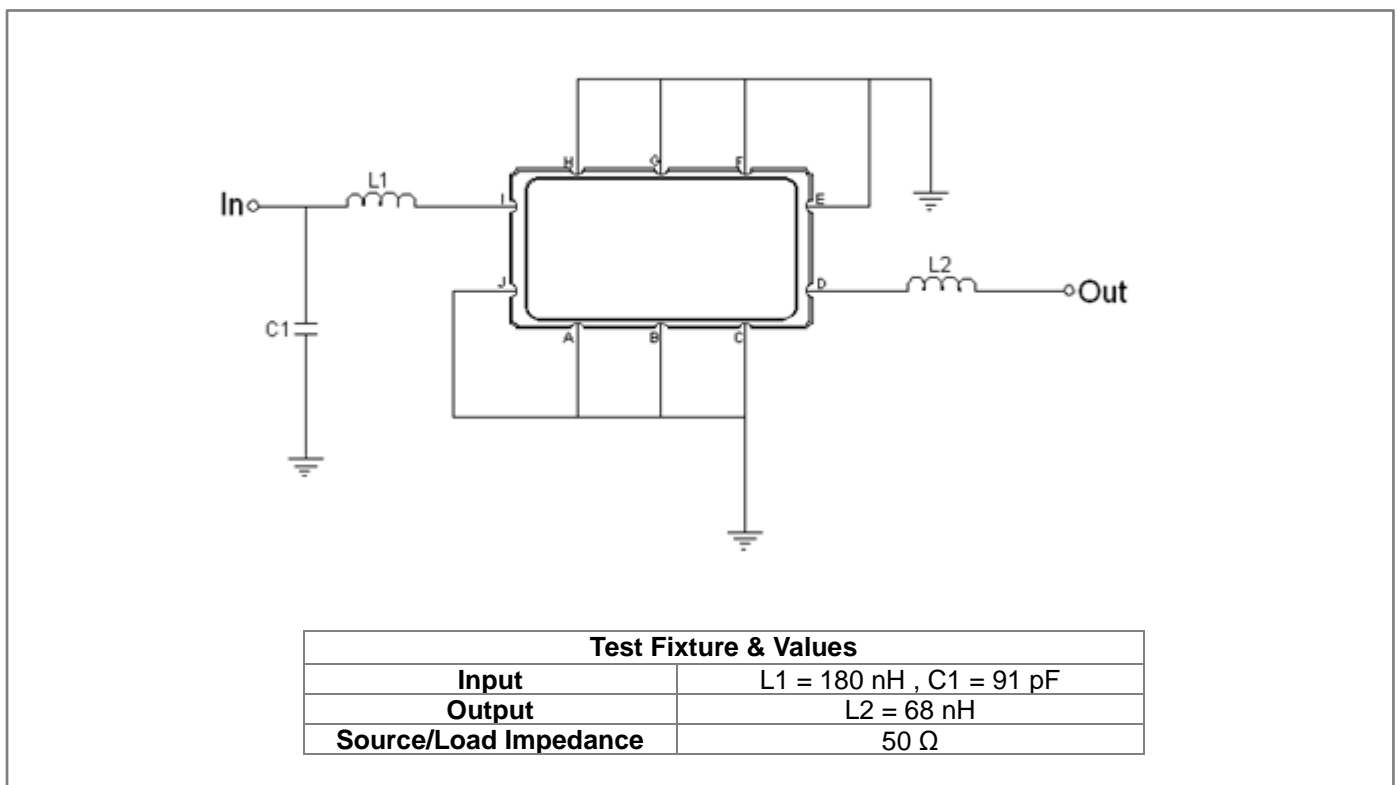 H G F
L1
In I E
J L2
D Out
C1
A B C
Test Fixture & Values
Input L1 = 180 nH , C1 = 91 pF
Output L2 = 68 nH
Source/Load Impedance 50 Ω